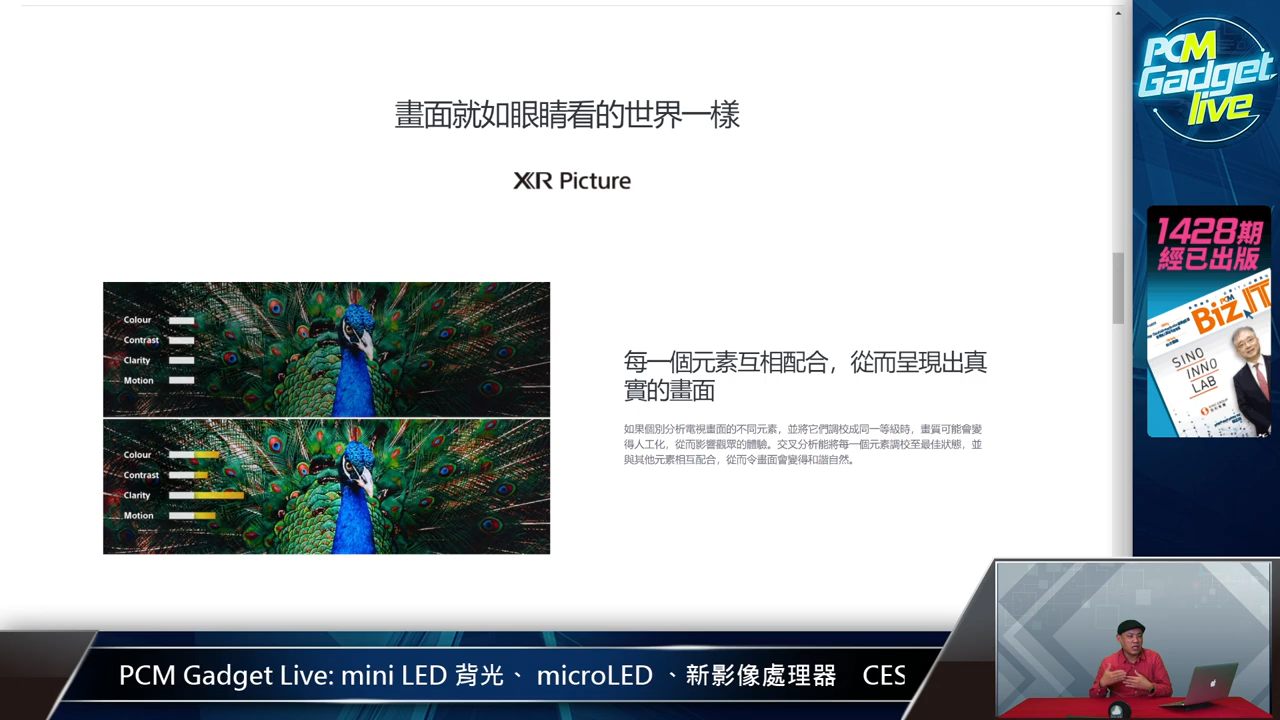 畫面就如眼睛看的世界一樣
XR Picture
Colour
Contrast
Clarity
Motion
Colour
Contrast
Clarity
Motion
每一個元素互相配合，從而呈現出真
實的畫面
如果個別分析電視畫面的不同元素，並將它們調校成同一等級時，畫質可能會變
得人工化，從而影響觀眾的體驗。交叉分析能將每一個元素調校至最佳狀態，並
與其他元素相互配合，從而令畫面會變得和諧自然。
PCM
Gadget
live
1428期
經已出版
PCM
Biz IT
SINO
INNO
LAB
PCM Gadget Live: mini LED 背光、 microLED 、新影像處理器 CES